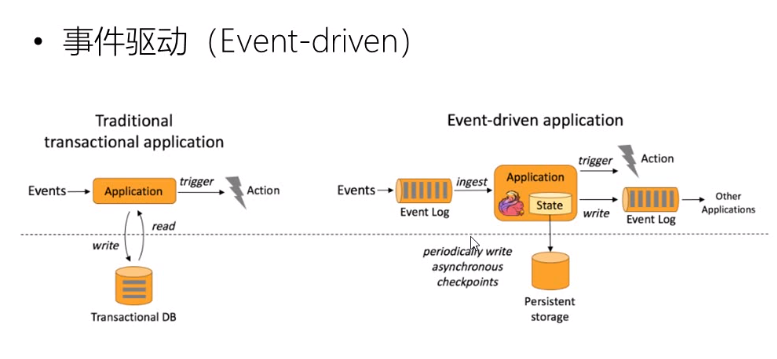 • 事件驱动（Event-driven）
Traditional
transactional application
Events
Application
trigger
Action
write
read
Transactional DB
Event-driven application
Events
Event Log
ingest
Application
State
trigger
Action
write
Event Log
Other
Applications
periodically write
asynchronous
checkpoints
Persistent
storage